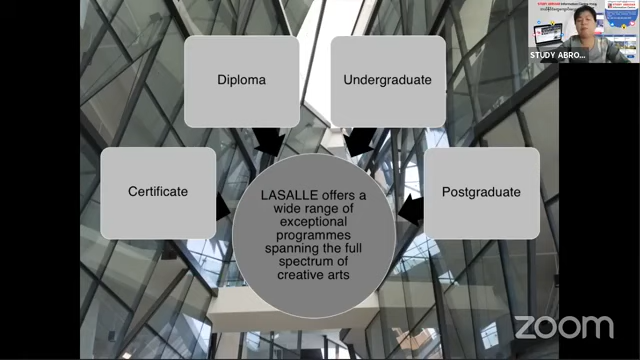 Diploma
Undergraduate
Certificate
Postgraduate
LASALLE offers a
wide range of
exceptional
programmes
spanning the full
spectrum of
creative arts
STUDY ABRO...
zoom